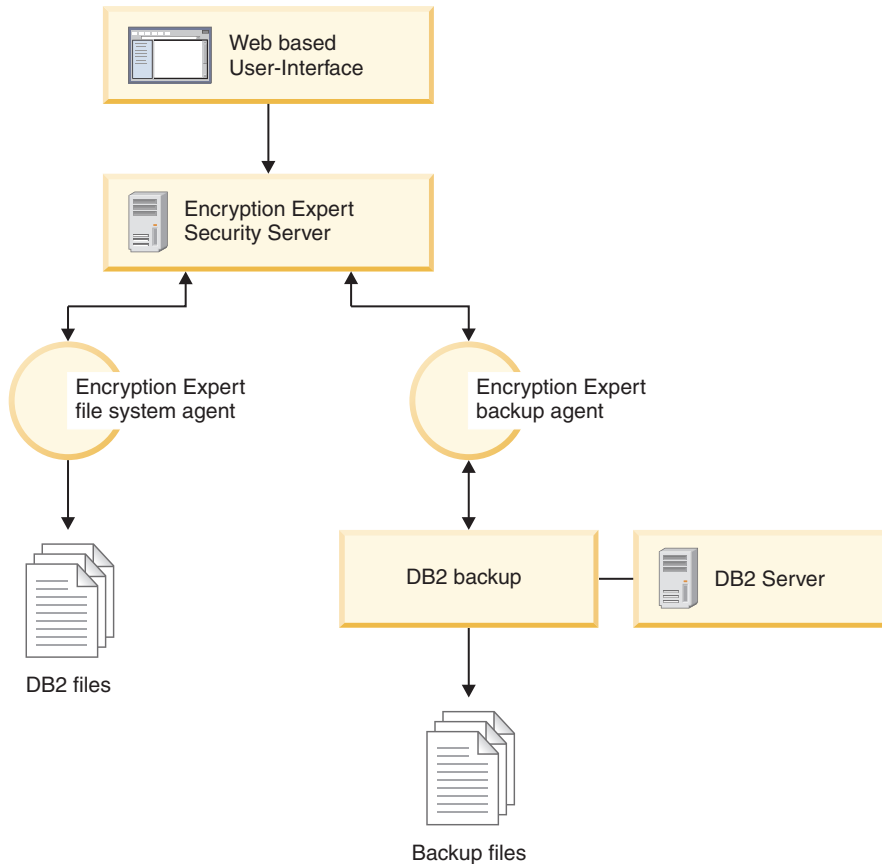 Web based
User-Interface
Encryption Expert
Security Server
Encryption Expert
file system agent
Encryption Expert
backup agent
DB2 backup
DB2 Server
DB2 files
Backup files